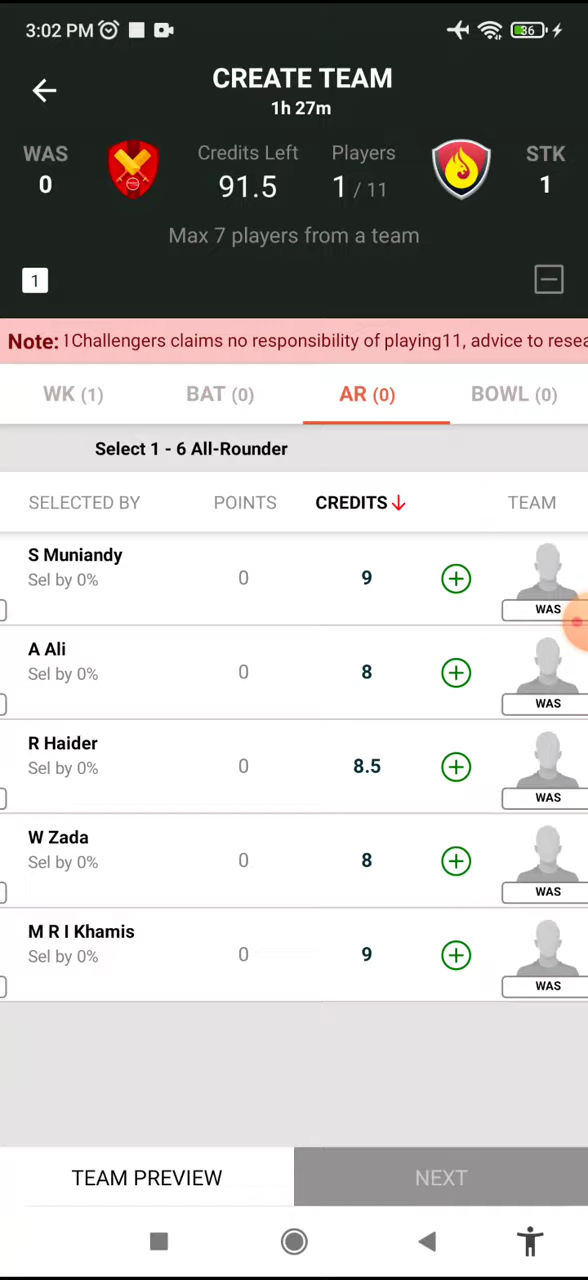 3:02 PM
36
CREATE TEAM
1h 27m
WAS Credits Left Players STK
0 91.5 1 / 11 1
Max 7 players from a team
1
Note: 1Challengers claims no responsibility of playing11, advice to resea
WK (1) BAT (0) AR (0) BOWL (0)
Select 1 - 6 All-Rounder
SELECTED BY POINTS CREDITS TEAM
S Muniandy
Sel by 0% 0 9
WAS
A Ali
Sel by 0% 0 8
WAS
R Haider
Sel by 0% 0 8.5
WAS
W Zada
Sel by 0% 0 8
WAS
M R I Khamis
Sel by 0% 0 9
WAS
TEAM PREVIEW NEXT